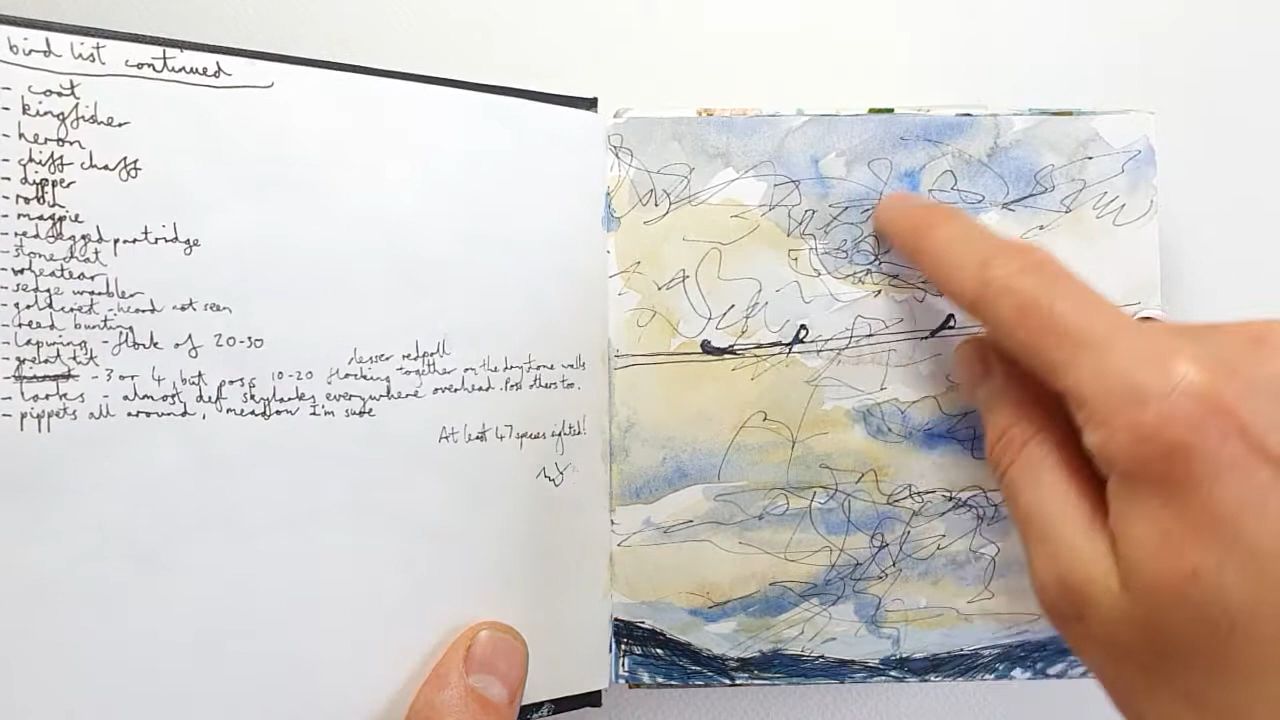 bird list continued
- coot
- kingfisher
- heron
- chiff chaff
- dipper
- robin
- magpie
- red legged partridge
- stonechat
- wheatear
- sedge warbler
- goldcrest - heard not seen
- reed bunting
- lapwing - flock of 20-30
- great tit
lesser redpoll
- 3 or 4, but poss 10-20 flocking together on the drystone walls
- larks - almost def skylarks everywhere overhead. Poss others too.
- pippets all around, meadow I'm sure
At least 47 species sighted!